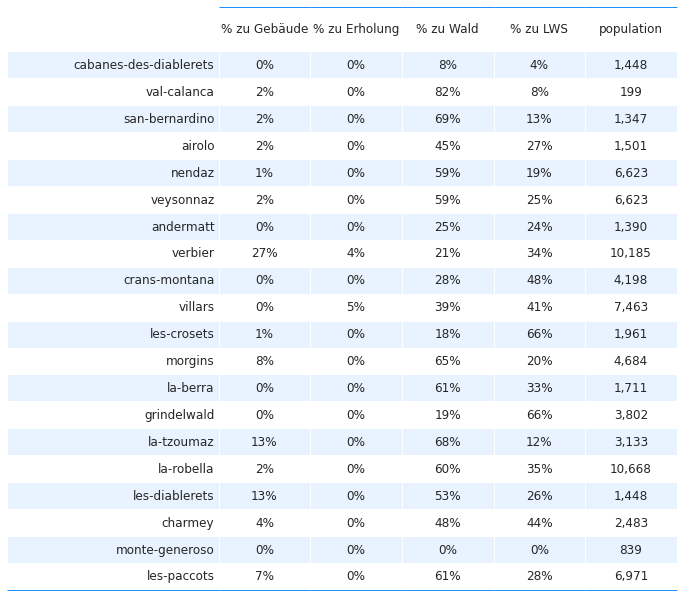 % zu Gebäude % zu Erholung % zu Wald % zu LWS population
cabanes-des-diablerets 0% 0% 8% 4% 1,448
val-calanca 2% 0% 82% 8% 199
san-bernardino 2% 0% 69% 13% 1,347
airolo 2% 0% 45% 27% 1,501
nendaz 1% 0% 59% 19% 6,623
veysonnaz 2% 0% 59% 25% 6,623
andermatt 0% 0% 25% 24% 1,390
verbier 27% 4% 21% 34% 10,185
crans-montana 0% 0% 28% 48% 4,198
villars 0% 5% 39% 41% 7,463
les-crosets 1% 0% 18% 66% 1,961
morgins 8% 0% 65% 20% 4,684
la-berra 0% 0% 61% 33% 1,711
grindelwald 0% 0% 19% 66% 3,802
la-tzoumaz 13% 0% 68% 12% 3,133
la-robella 2% 0% 60% 35% 10,668
les-diablerets 13% 0% 53% 26% 1,448
charmey 4% 0% 48% 44% 2,483
monte-generoso 0% 0% 0% 0% 839
les-paccots 7% 0% 61% 28% 6,971